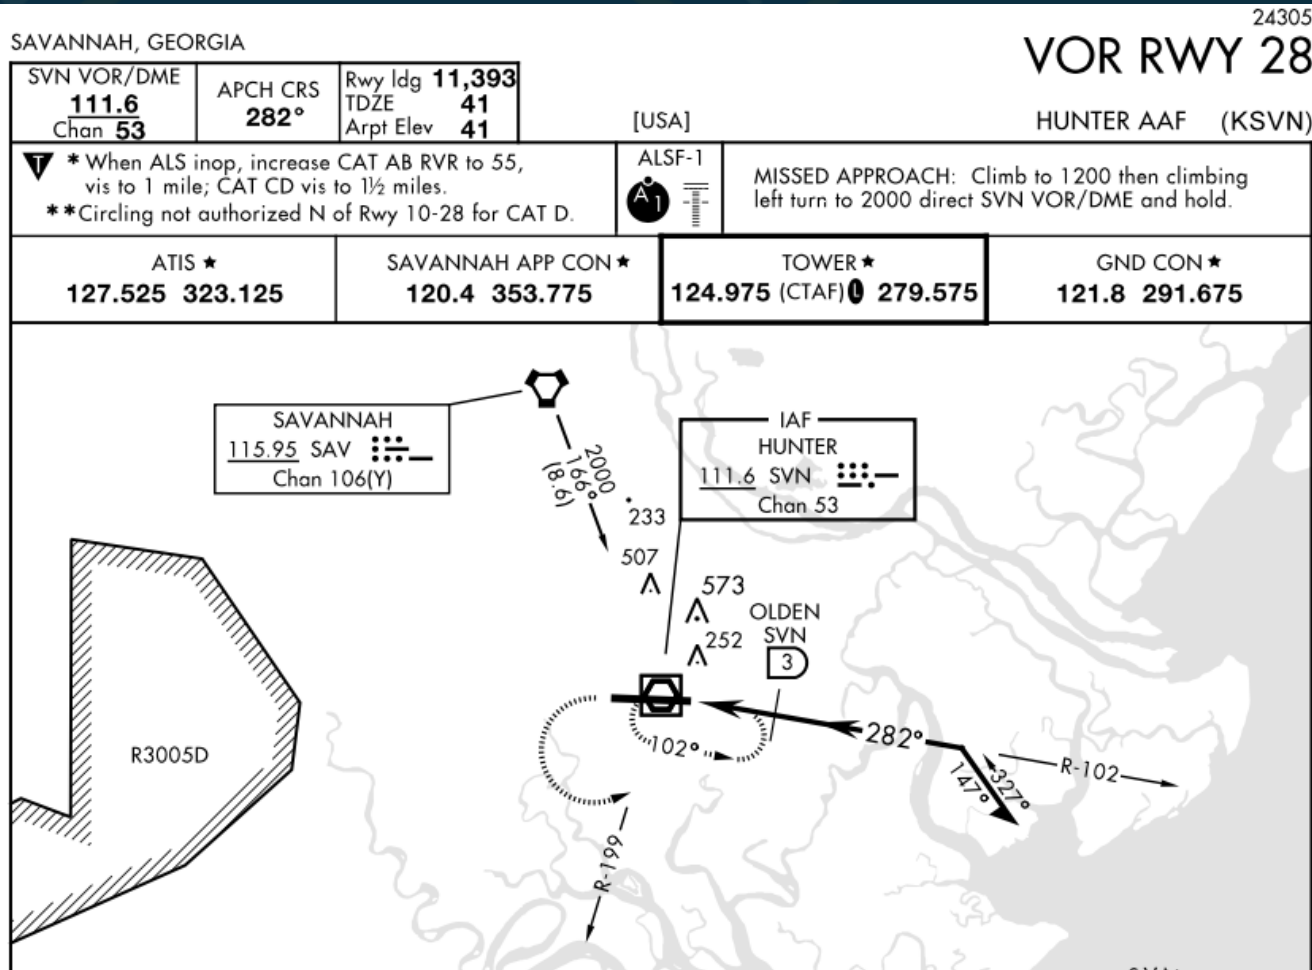 24305
SAVANNAH, GEORGIA
VOR RWY 28
SVN VOR/DME
111.6
Chan 53
APCH CRS
282°
Rwy ldg 11,393
TDZE 41
Arpt Elev 41
[USA]
HUNTER AAF (KSVN)
T
* When ALS inop, increase CAT AB RVR to 55,
vis to 1 mile; CAT CD vis to 1½ miles.
**Circling not authorized N of Rwy 10-28 for CAT D.
ALSF-1
A1
MISSED APPROACH: Climb to 1200 then climbing
left turn to 2000 direct SVN VOR/DME and hold.
ATIS ★
127.525 323.125
SAVANNAH APP CON ★
120.4 353.775
TOWER ★
124.975 (CTAF) L 279.575
GND CON ★
121.8 291.675
SAVANNAH
115.95 SAV
Chan 106(Y)
2000
166°
(8.6)
IAF
HUNTER
111.6 SVN
Chan 53
233
507
573
252
OLDEN
SVN
3
R3005D
102°
282°
147°
327°
R-102
R-199